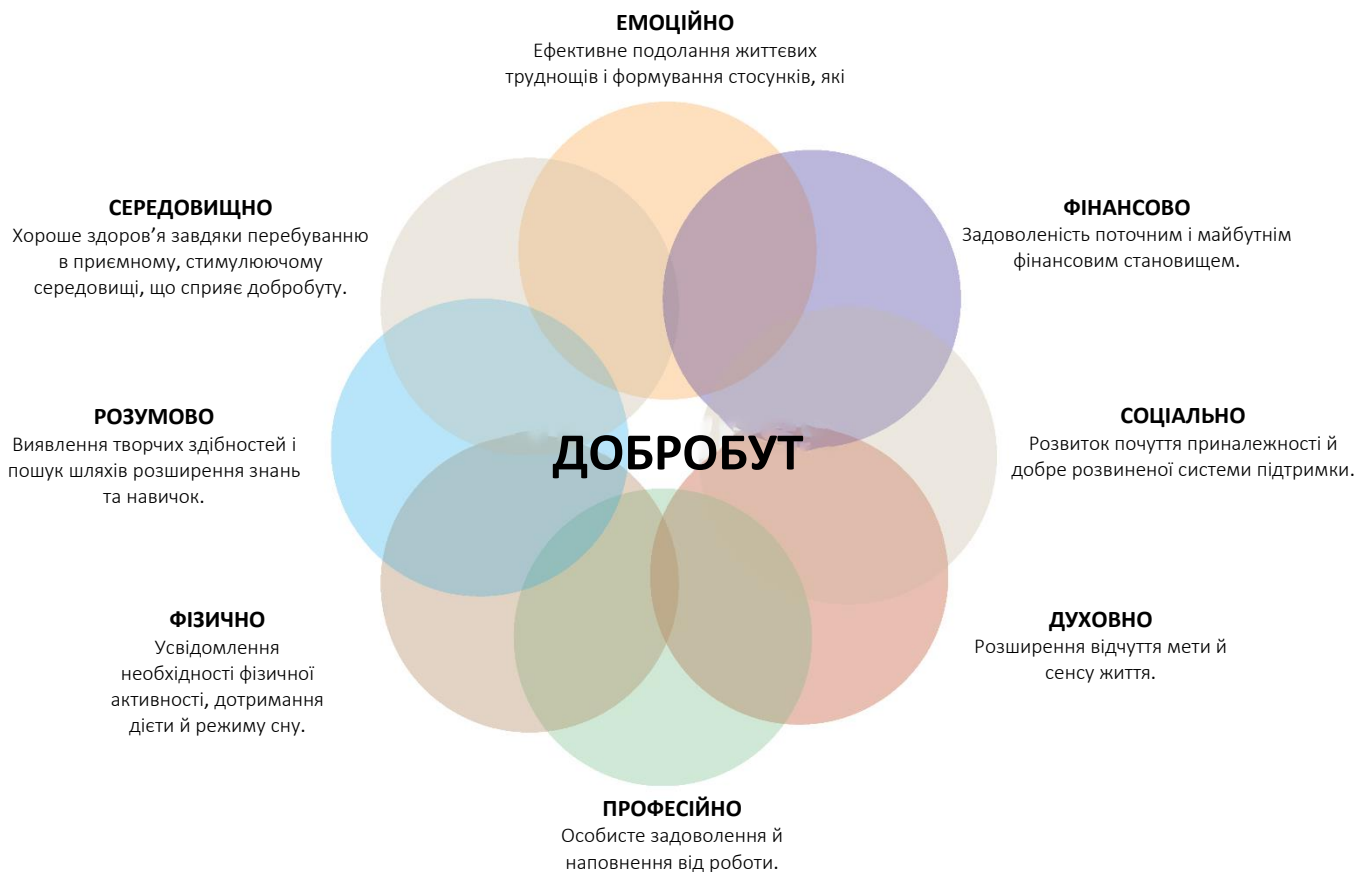 ЕМОЦІЙНО
Ефективне подолання життєвих
труднощів і формування стосунків, які
СЕРЕДОВИЩНО
Хороше здоров’я завдяки перебуванню
в приємному, стимулюючому
середовищі, що сприяє добробуту.
ФІНАНСОВО
Задоволеність поточним і майбутнім
фінансовим становищем.
РОЗУМОВО
Виявлення творчих здібностей і
пошук шляхів розширення знань
та навичок.
ДОБРОБУТ
СОЦІАЛЬНО
Розвиток почуття приналежності й
добре розвиненої системи підтримки.
ФІЗИЧНО
Усвідомлення
необхідності фізичної
активності, дотримання
дієти й режиму сну.
ДУХОВНО
Розширення відчуття мети й
сенсу життя.
ПРОФЕСІЙНО
Особисте задоволення й
наповнення від роботи.